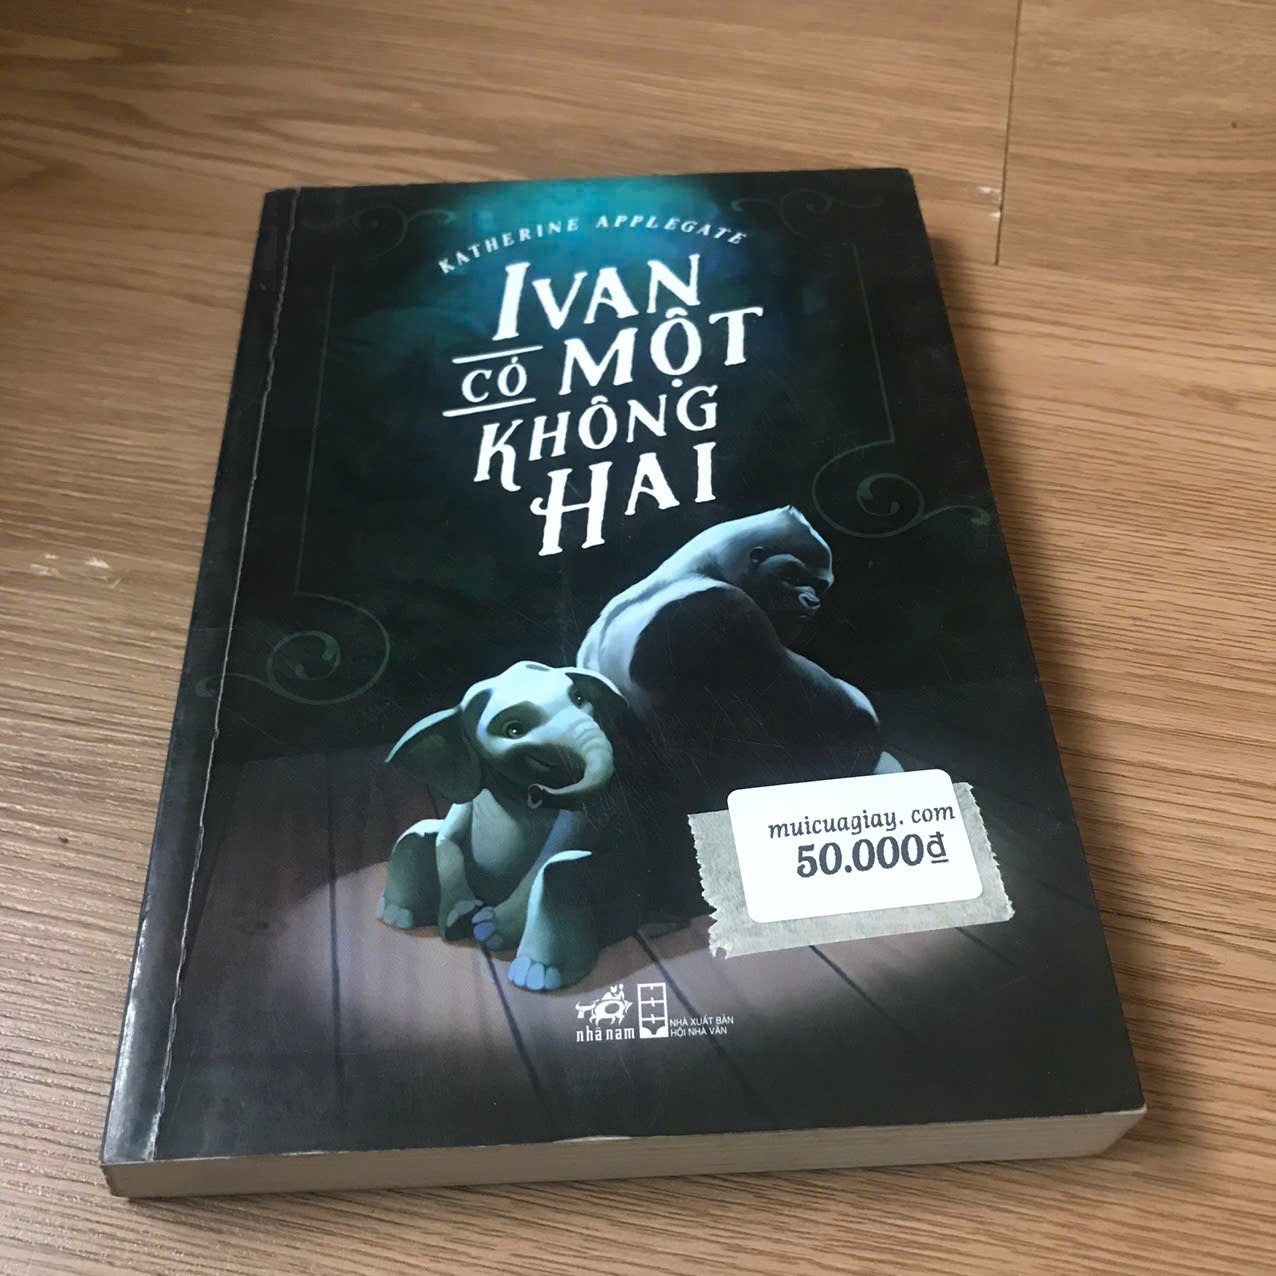 KATHERINE APPLEGATE
IVAN
CÓ MỘT
KHÔNG
HAI
muicuagiay. com
50.000đ
nhã nam
NHÀ XUẤT BẢN
HỘI NHÀ VĂN